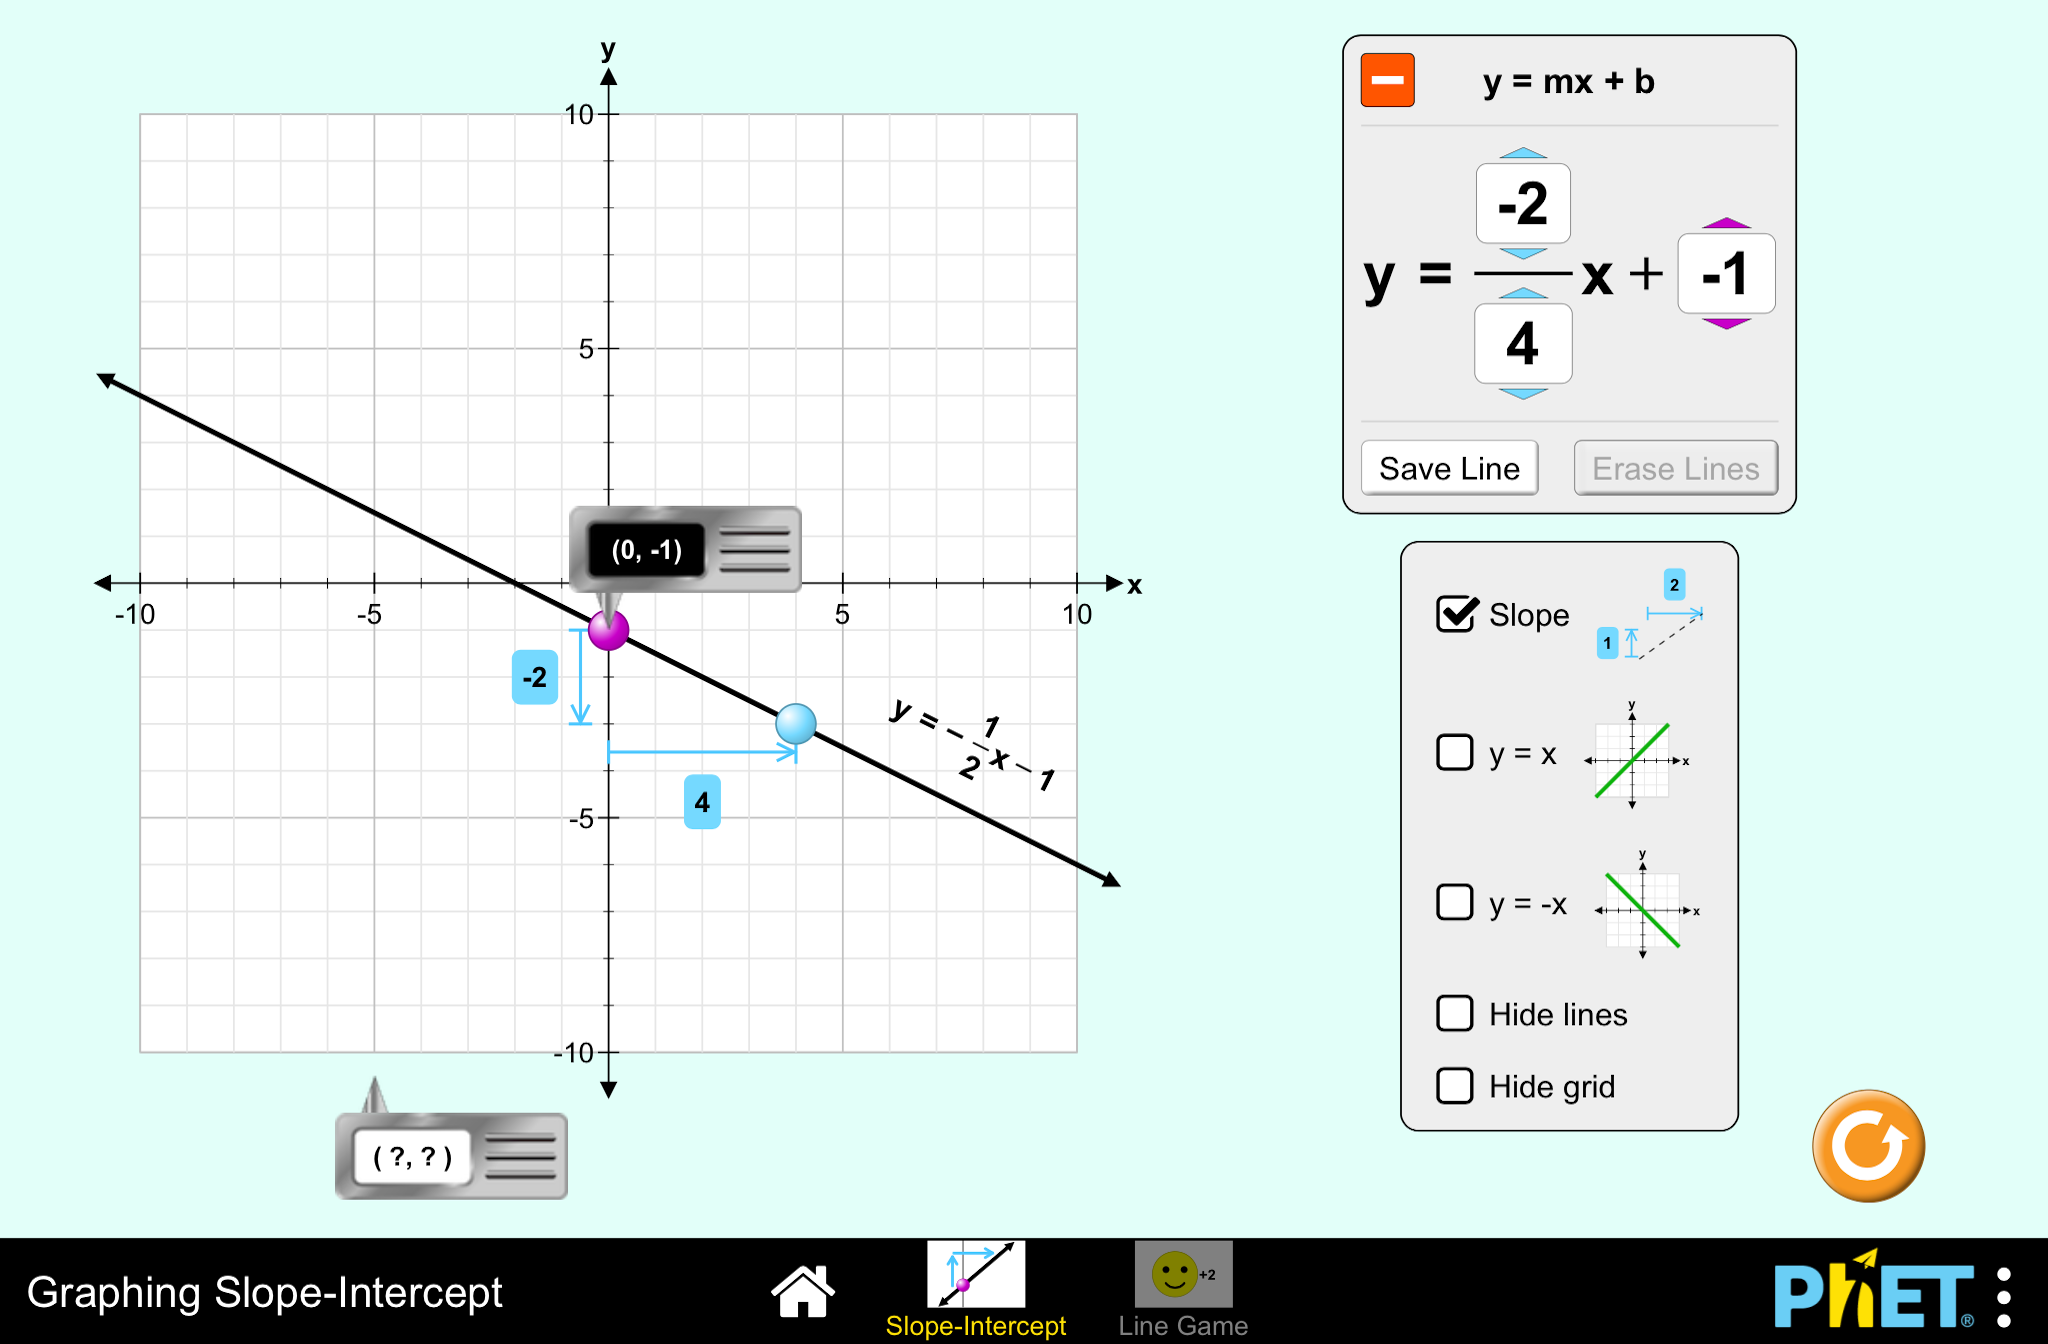 y
10
5
-10
-5
5
10
x
-5
-10
(0, -1)
-2
4
y = -1/2 x - 1
( ?, ? )
y = mx + b
y = -2/4 x + -1
Save Line
Erase Lines
Slope
2
1
y = x
y
x
y = -x
y
x
Hide lines
Hide grid
Graphing Slope-Intercept
Slope-Intercept
+2
Line Game
PhET®